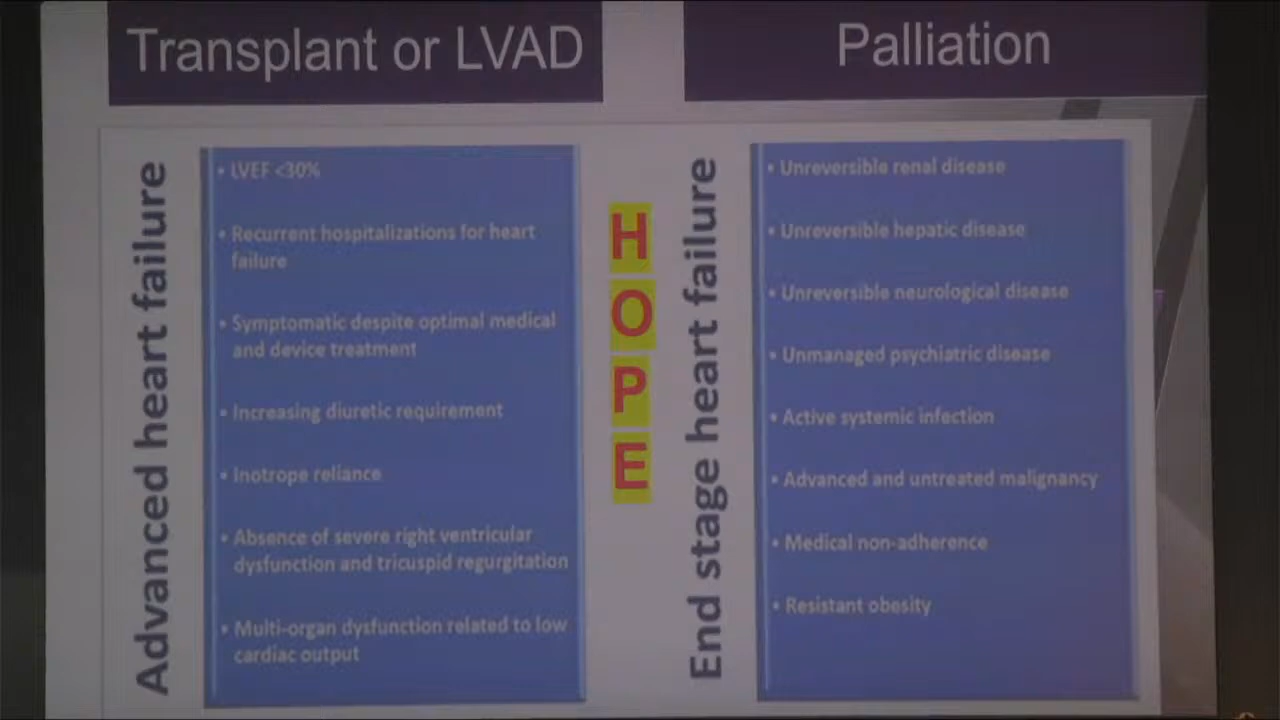 Transplant or LVAD
Palliation
Advanced heart failure
• LVEF <30%
• Recurrent hospitalizations for heart
failure
• Symptomatic despite optimal medical
and device treatment
• Increasing diuretic requirement
• Inotrope reliance
• Absence of severe right ventricular
dysfunction and tricuspid regurgitation
• Multi-organ dysfunction related to low
cardiac output
H
O
P
E
End stage heart failure
• Unreversible renal disease
• Unreversible hepatic disease
• Unreversible neurological disease
• Unmanaged psychiatric disease
• Active systemic infection
• Advanced and untreated malignancy
• Medical non-adherence
• Resistant obesity